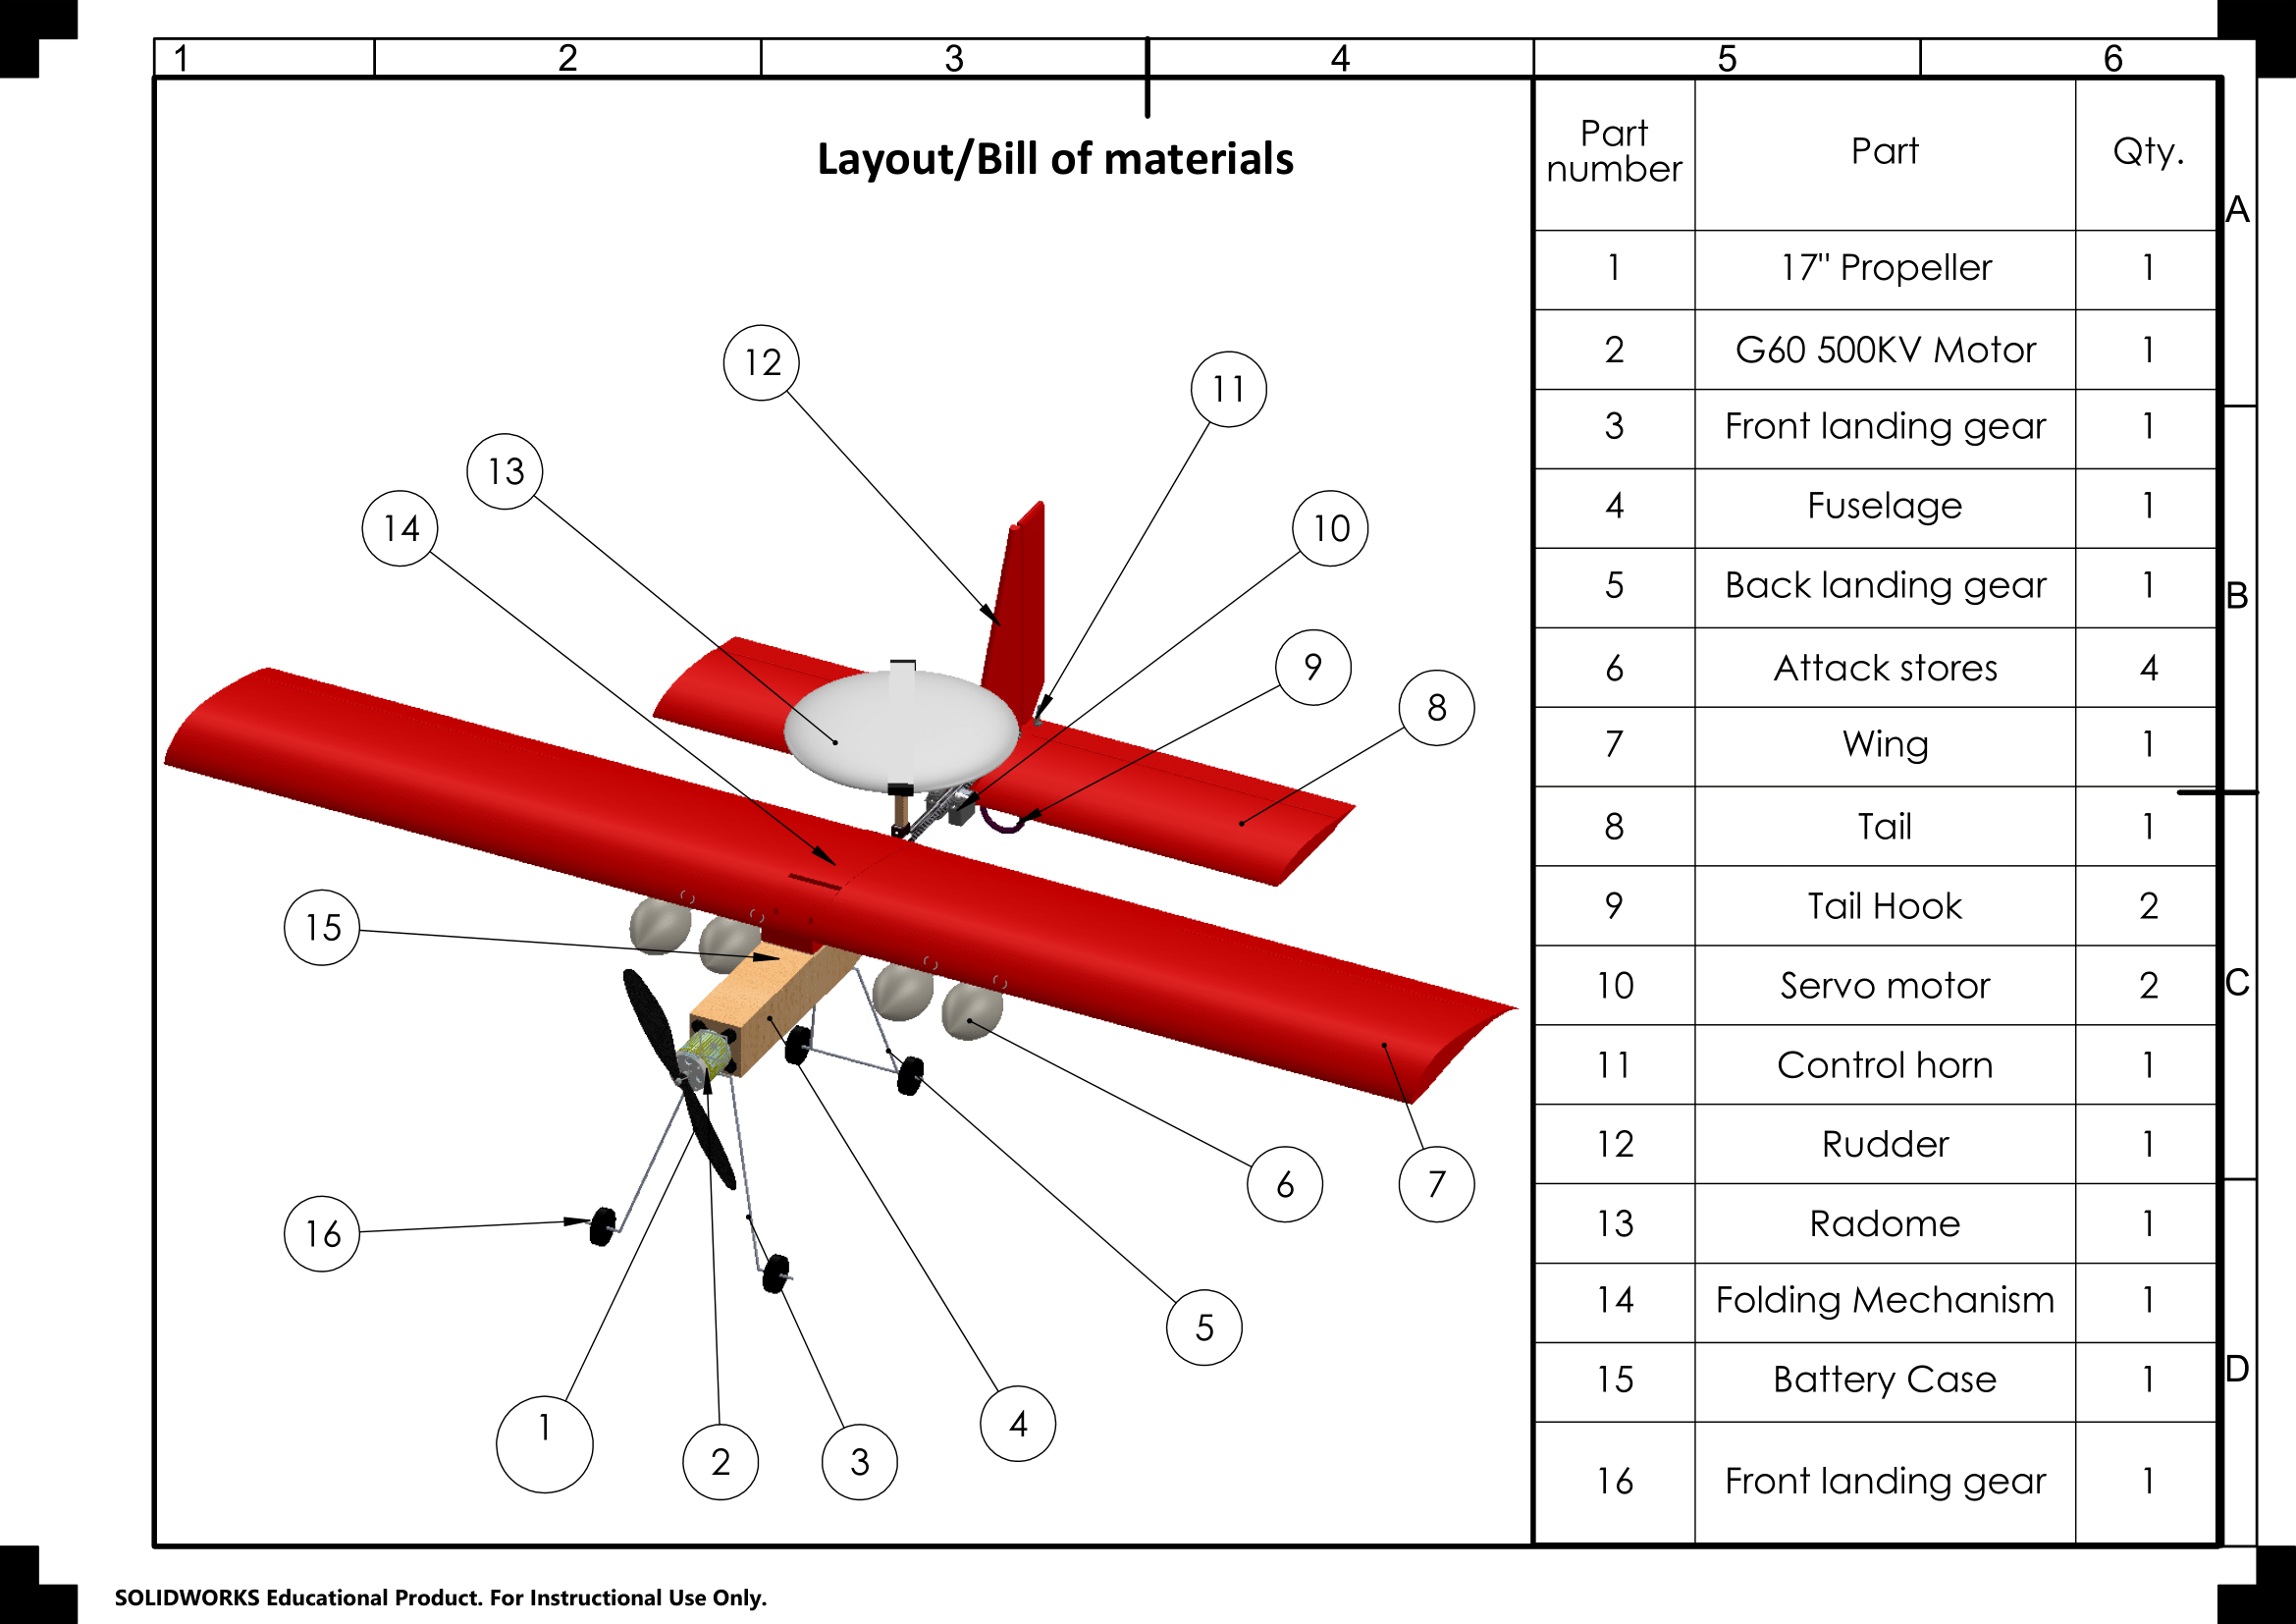 1 2 3 4 5 6
Layout/Bill of materials
Part number Part Qty.
1 17" Propeller 1
2 G60 500KV Motor 1
3 Front landing gear 1
4 Fuselage 1
5 Back landing gear 1
6 Attack stores 4
7 Wing 1
8 Tail 1
9 Tail Hook 2
10 Servo motor 2
11 Control horn 1
12 Rudder 1
13 Radome 1
14 Folding Mechanism 1
15 Battery Case 1
16 Front landing gear 1
A
B
C
D
12
11
13
14
10
9
8
15
6
7
16
5
1
2
3
4
SOLIDWORKS Educational Product. For Instructional Use Only.